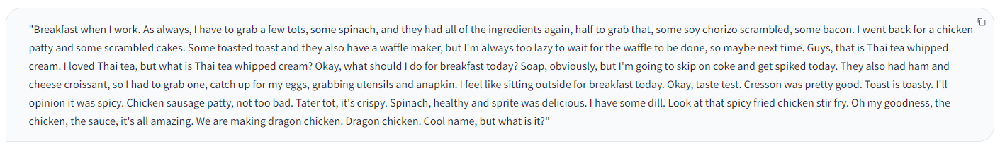 "Breakfast when I work. As always, I have to grab a few tots, some spinach, and they had all of the ingredients again, half to grab that, some soy chorizo scrambled, some bacon. I went back for a chicken
patty and some scrambled cakes. Some toasted toast and they also have a waffle maker, but I'm always too lazy to wait for the waffle to be done, so maybe next time. Guys, that is Thai tea whipped
cream. I loved Thai tea, but what is Thai tea whipped cream? Okay, what should I do for breakfast today? Soap, obviously, but I'm going to skip on coke and get spiked today. They also had ham and
cheese croissant, so I had to grab one, catch up for my eggs, grabbing utensils and anapkin. I feel like sitting outside for breakfast today. Okay, taste test. Cresson was pretty good. Toast is toasty. I'll
opinion it was spicy. Chicken sausage patty, not too bad. Tater tot, it's crispy. Spinach, healthy and sprite was delicious. I have some dill. Look at that spicy fried chicken stir fry. Oh my goodness, the
chicken, the sauce, it's all amazing. We are making dragon chicken. Dragon chicken. Cool name, but what is it?"